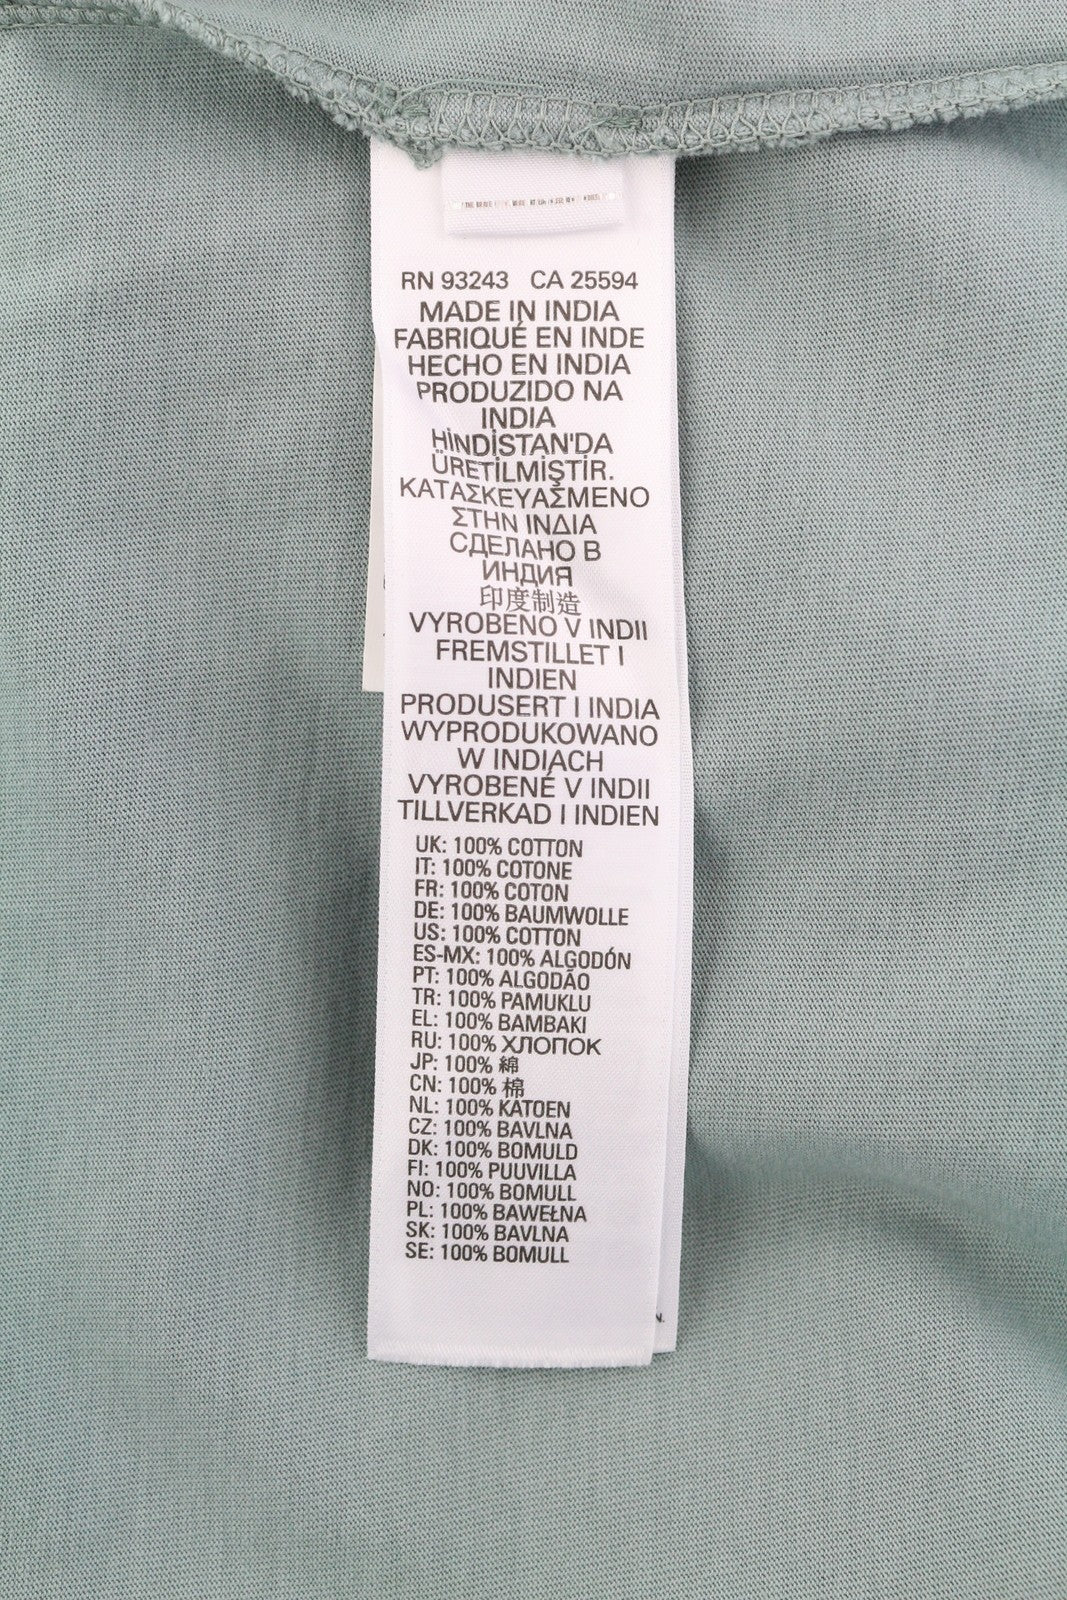 RN 93243 CA 25594
MADE IN INDIA
FABRIQUÉ EN INDE
HECHO EN INDIA
PRODUZIDO NA
INDIA
HİNDİSTAN'DA
ÜRETİLMİŞTİR.
ΚΑΤΑΣΚΕΥΑΣΜΕΝΟ
ΣΤΗΝ ΙΝΔΙΑ
СДЕЛАНО В
ИНДИЯ
印度制造
VYROBENO V INDII
FREMSTILLET I
INDIEN
PRODUSERT I INDIA
WYPRODUKOWANO
W INDIACH
VYROBENÉ V INDII
TILLVERKAD I INDIEN
UK: 100% COTTON
IT: 100% COTONE
FR: 100% COTON
DE: 100% BAUMWOLLE
US: 100% COTTON
ES-MX: 100% ALGODÓN
PT: 100% ALGODÃO
TR: 100% PAMUKLU
EL: 100% BAMBAKI
RU: 100% ХЛОПОК
JP: 100% 綿
CN: 100% 棉
NL: 100% KATOEN
CZ: 100% BAVLNA
DK: 100% BOMULD
FI: 100% PUUVILLA
NO: 100% BOMULL
PL: 100% BAWEŁNA
SK: 100% BAVLNA
SE: 100% BOMULL
N.